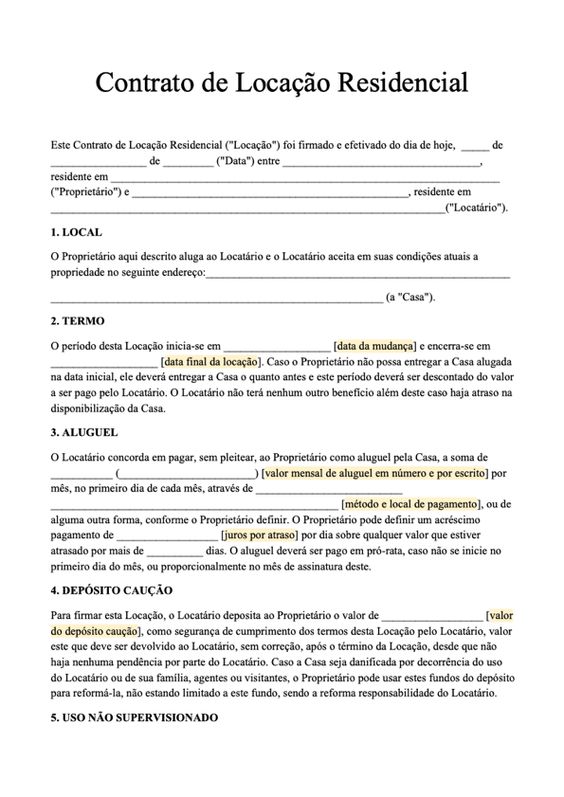 Contrato de Locação Residencial
Este Contrato de Locação Residencial ("Locação") foi firmado e efetivado do dia de hoje, _____ de
_________________ de _________ ("Data") entre ___________________________________,
residente em _____________________________________________________________________
("Proprietário") e _________________________________________________, residente em
______________________________________________________________________("Locatário").
1. LOCAL
O Proprietário aqui descrito aluga ao Locatário e o Locatário aceita em suas condições atuais a
propriedade no seguinte endereço:______________________________________________________
___________________________________________________________ (a "Casa").
2. TERMO
O período desta Locação inicia-se em ___________________ [data da mudança] e encerra-se em
___________________ [data final da locação]. Caso o Proprietário não possa entregar a Casa alugada
na data inicial, ele deverá entregar a Casa o quanto antes e este período deverá ser descontado do valor
a ser pago pelo Locatário. O Locatário não terá nenhum outro benefício além deste caso haja atraso na
disponibilização da Casa.
3. ALUGUEL
O Locatário concorda em pagar, sem pleitear, ao Proprietário como aluguel pela Casa, a soma de
___________ (________________________) [valor mensal de aluguel em número e por escrito] por
mês, no primeiro dia de cada mês, através de __________________________
___________________________________________________ [método e local de pagamento], ou de
alguma outra forma, conforme o Proprietário definir. O Proprietário pode definir um acréscimo
pagamento de __________________ [juros por atraso] por dia sobre qualquer valor que estiver
atrasado por mais de __________ dias. O aluguel deverá ser pago em pró-rata, caso não se inicie no
primeiro dia do mês, ou proporcionalmente no mês de assinatura deste.
4. DEPÓSITO CAUÇÃO
Para firmar esta Locação, o Locatário deposita ao Proprietário o valor de __________________ [valor
do depósito caução], como segurança de cumprimento dos termos desta Locação pelo Locatário, valor
este que deve ser devolvido ao Locatário, sem correção, após o término da Locação, desde que não
haja nenhuma pendência por parte do Locatário. Caso a Casa seja danificada por decorrência do uso
do Locatário ou de sua família, agentes ou visitantes, o Proprietário pode usar estes fundos do depósito
para reformá-la, não estando limitado a este fundo, sendo a reforma responsabilidade do Locatário.
5. USO NÃO SUPERVISIONADO